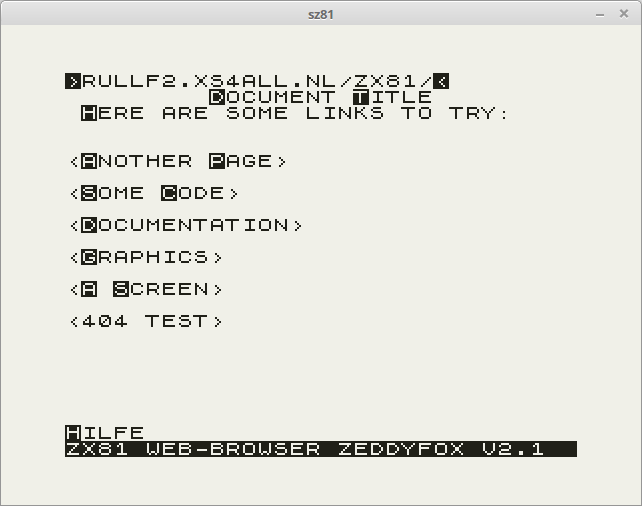 sz81
>RULLF2.XS4ALL.NL/ZX81/<
DOCUMENT TITLE
HERE ARE SOME LINKS TO TRY:
<ANOTHER PAGE>
<SOME CODE>
<DOCUMENTATION>
<GRAPHICS>
<A SCREEN>
<404 TEST>
HILFE
ZX81 WEB-BROWSER ZEDDYFOX V2.1